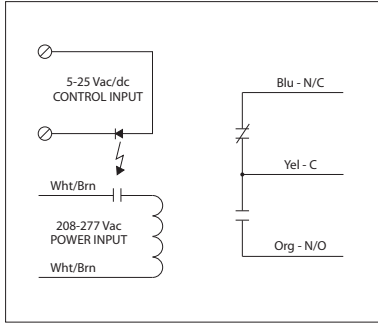 5-25 Vac/dc
CONTROL INPUT
Wht/Brn
208-277 Vac
POWER INPUT
Wht/Brn
Blu - N/C
Yel - C
Org - N/O